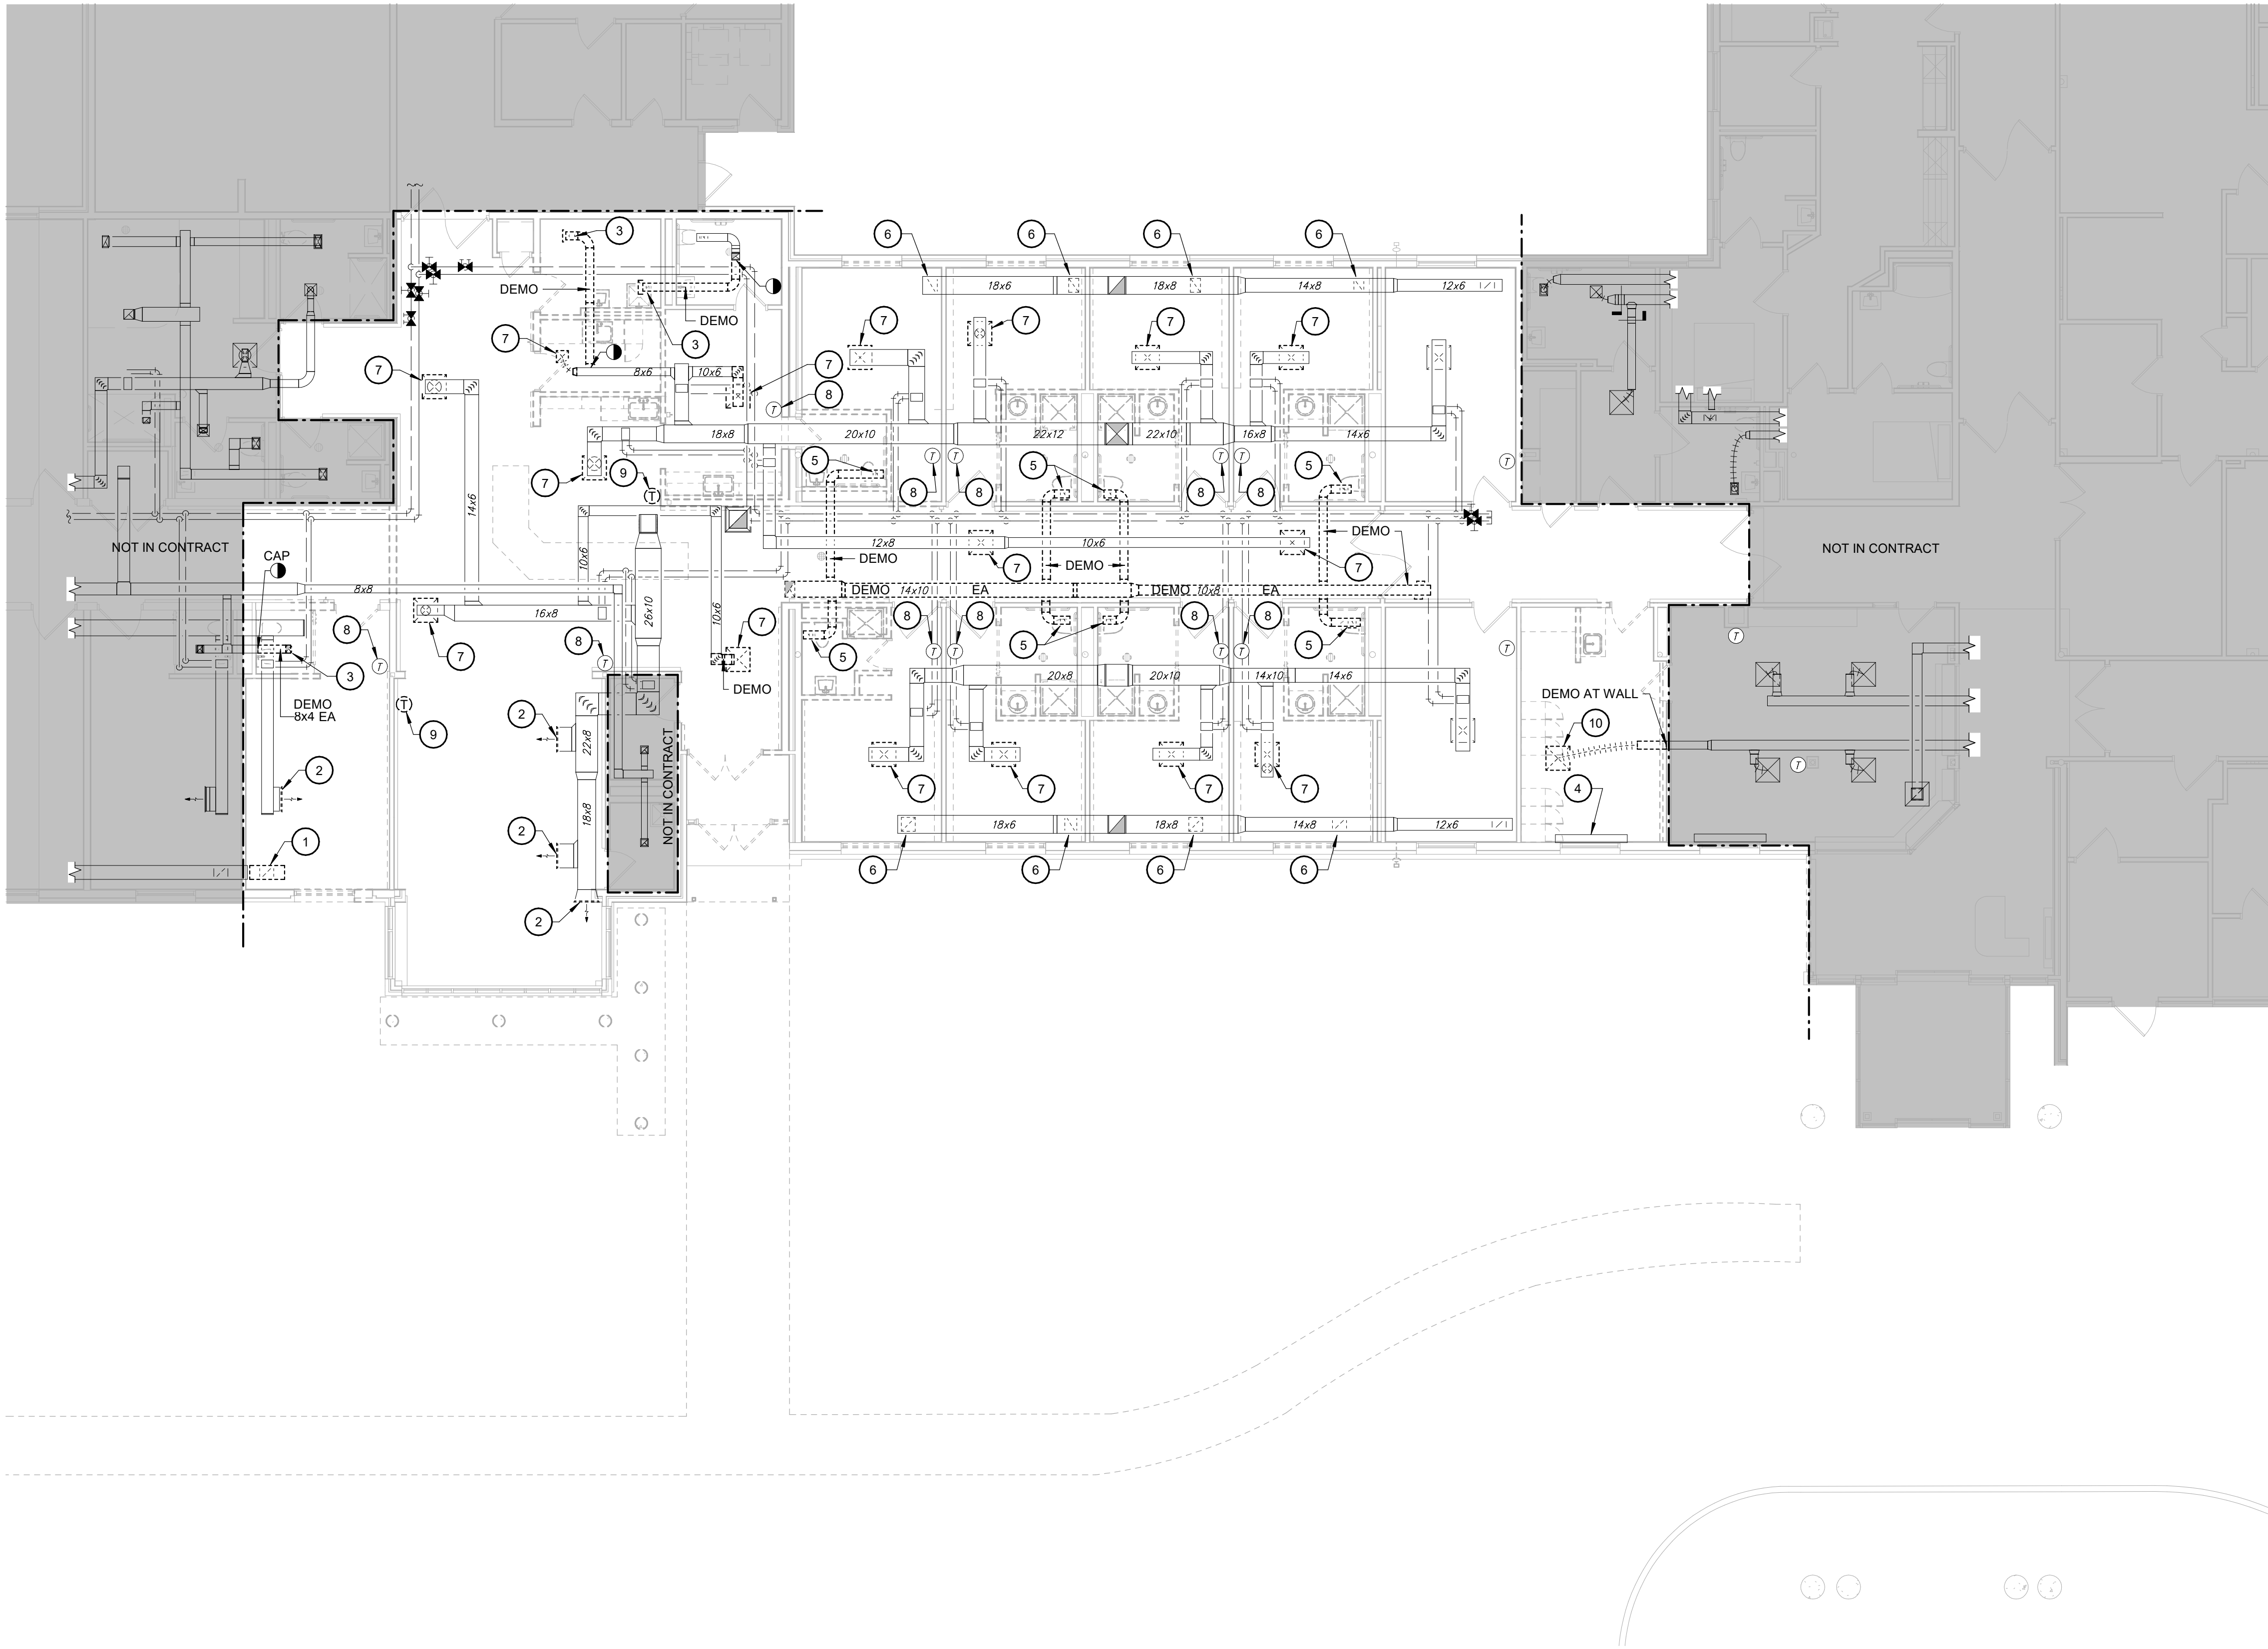 6 6 6 6
3
DEMO
DEMO
18x6 18x8 14x8 12x6
7 7 7 7
3
7
7
7
8x6 10x6
8
18x8 20x10 22x12 22x10 16x8 14x6
T T T T T
5 5 5
7 9 T
8 8 8 8
14x6
NOT IN CONTRACT
CAP
10x6
12x8 10x6
DEMO
DEMO
DEMO
7 7
NOT IN CONTRACT
8x8
DEMO 14x10 EA DEMO 10x8 EA
16x8
26x10
10x6
8 8 8 8
8
7
8
7
T
T
T T T T T
T
5 5 5 5
3
DEMO
20x8 20x10 14x10 14x6
DEMO
8x4 EA
T
9
2
22x8
DEMO AT WALL
10
NOT IN CONTRACT
T
2
7 7 7 7
4
18x8
18x6 18x8 14x8 12x6
1
2
6 6 6 6
2